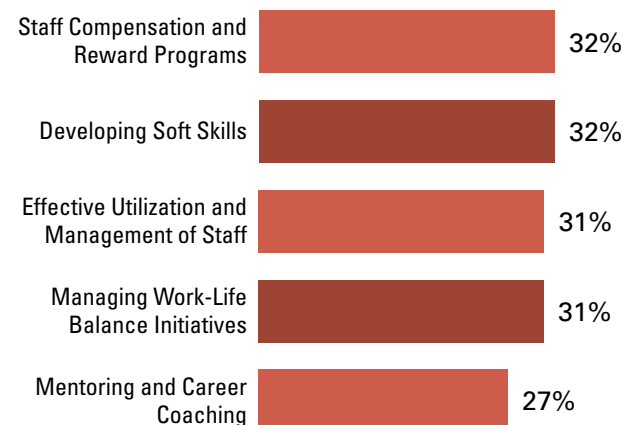 Staff Compensation and
Reward Programs
32%
Developing Soft Skills
32%
Effective Utilization and
Management of Staff
31%
Managing Work-Life
Balance Initiatives
31%
Mentoring and Career
Coaching
27%